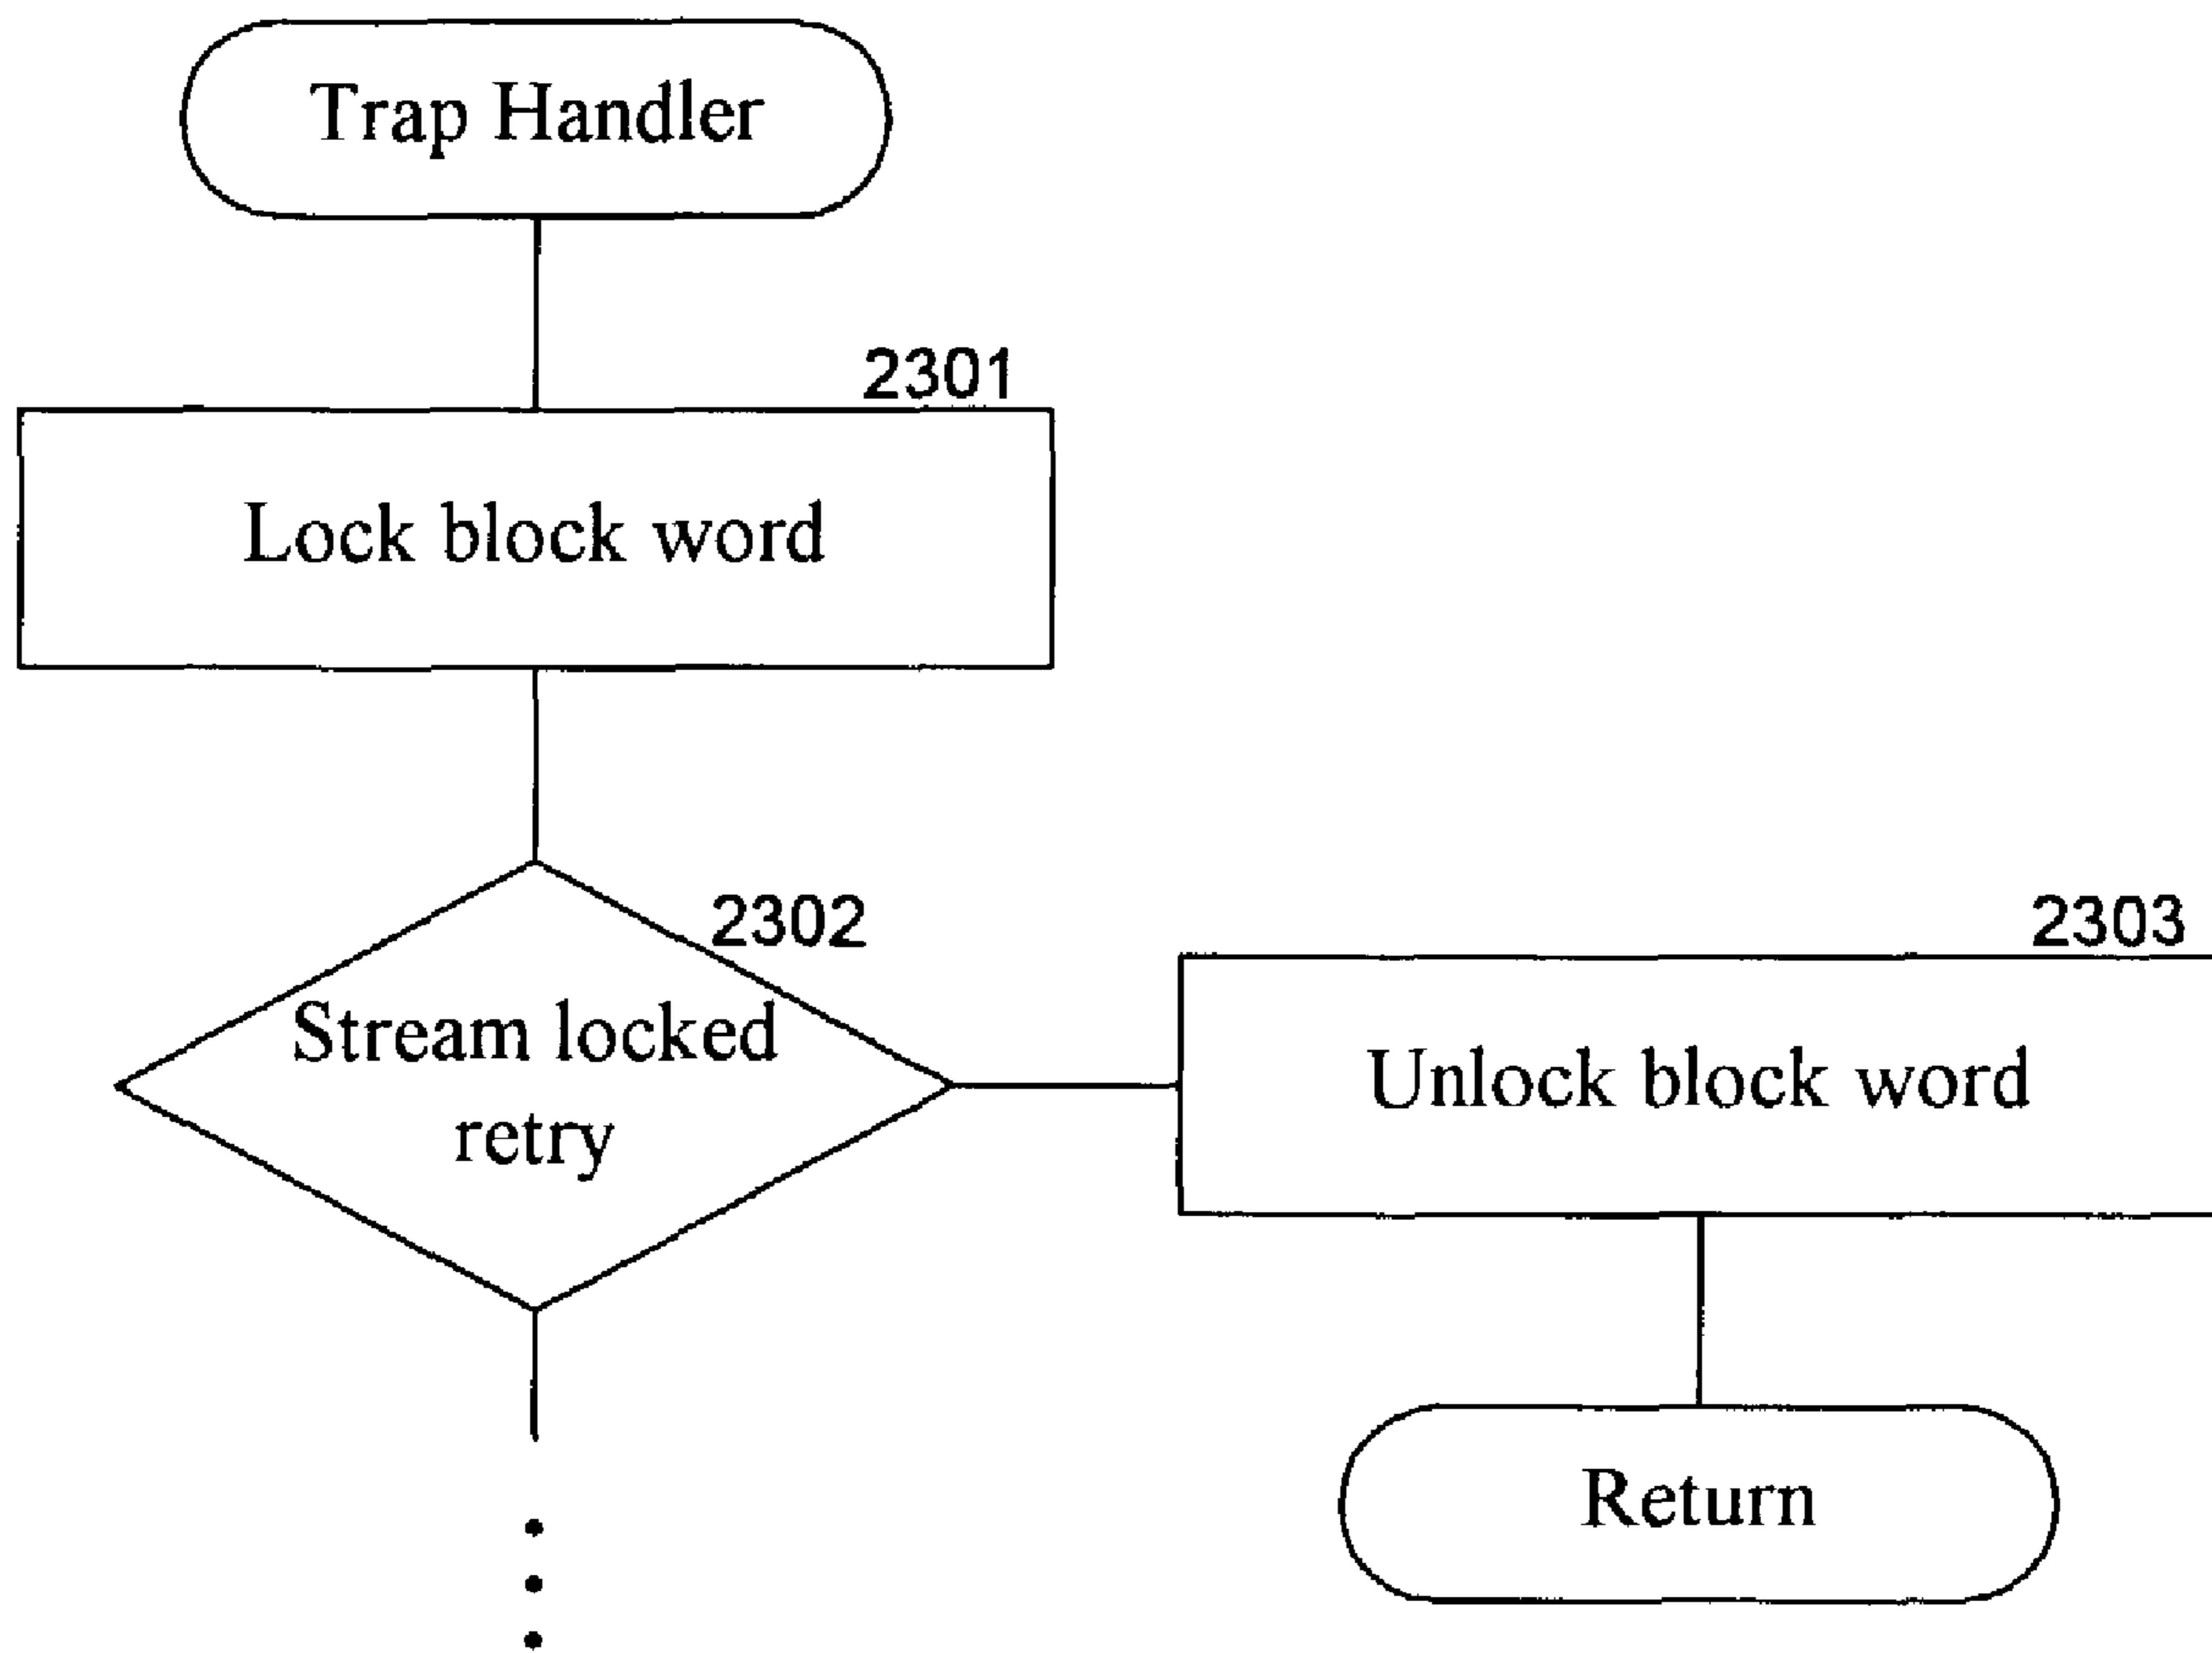 Trap Handler
2301
Lock block word
2302
Stream locked
retry
2303
Unlock block word
Return